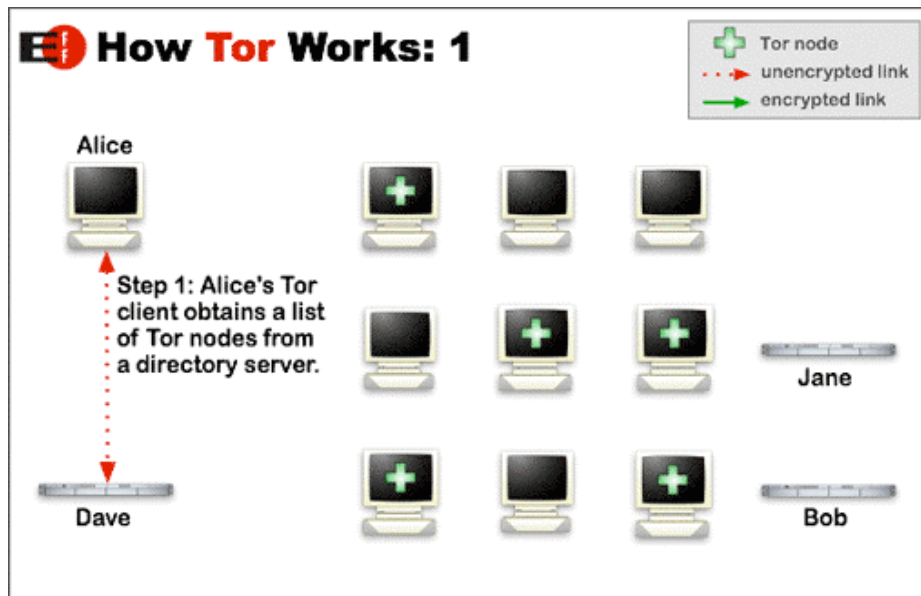 EFF How Tor Works: 1
Tor node
unencrypted link
encrypted link
Alice
Step 1: Alice's Tor
client obtains a list
of Tor nodes from
a directory server.
Jane
Dave
Bob